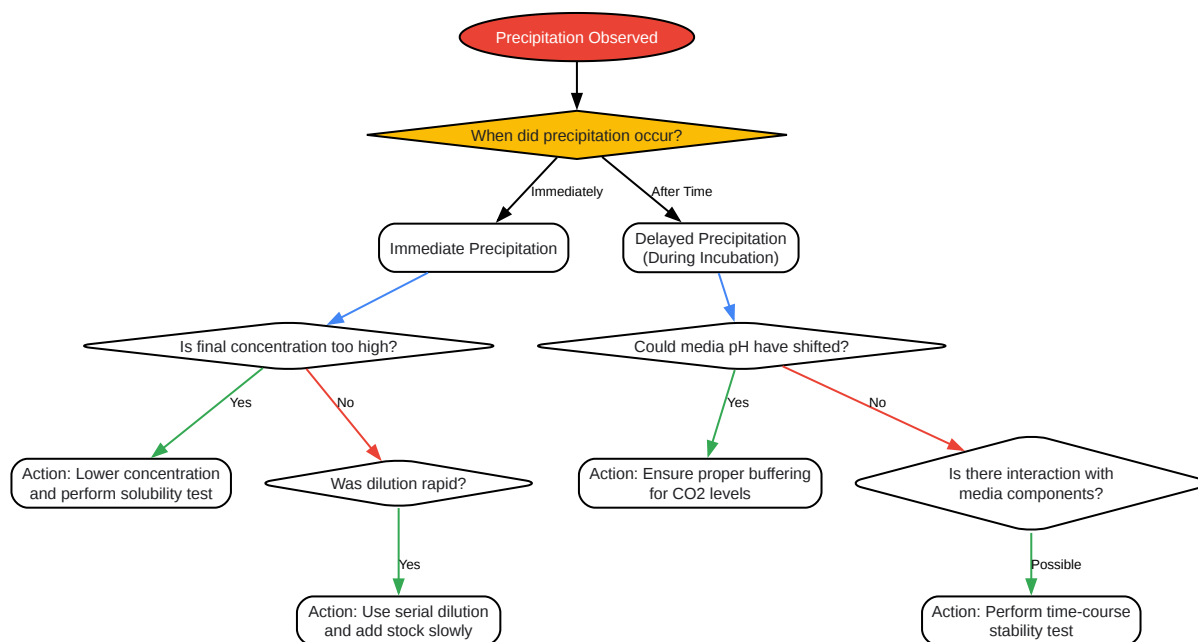 Precipitation Observed
When did precipitation occur?
Immediately
After Time
Immediate Precipitation
Delayed Precipitation
(During Incubation)
Is final concentration too high?
Could media pH have shifted?
Yes
No
Yes
No
Action: Lower concentration
and perform solubility test
Was dilution rapid?
Action: Ensure proper buffering
for CO2 levels
Is there interaction with
media components?
Yes
Possible
Action: Use serial dilution
and add stock slowly
Action: Perform time-course
stability test